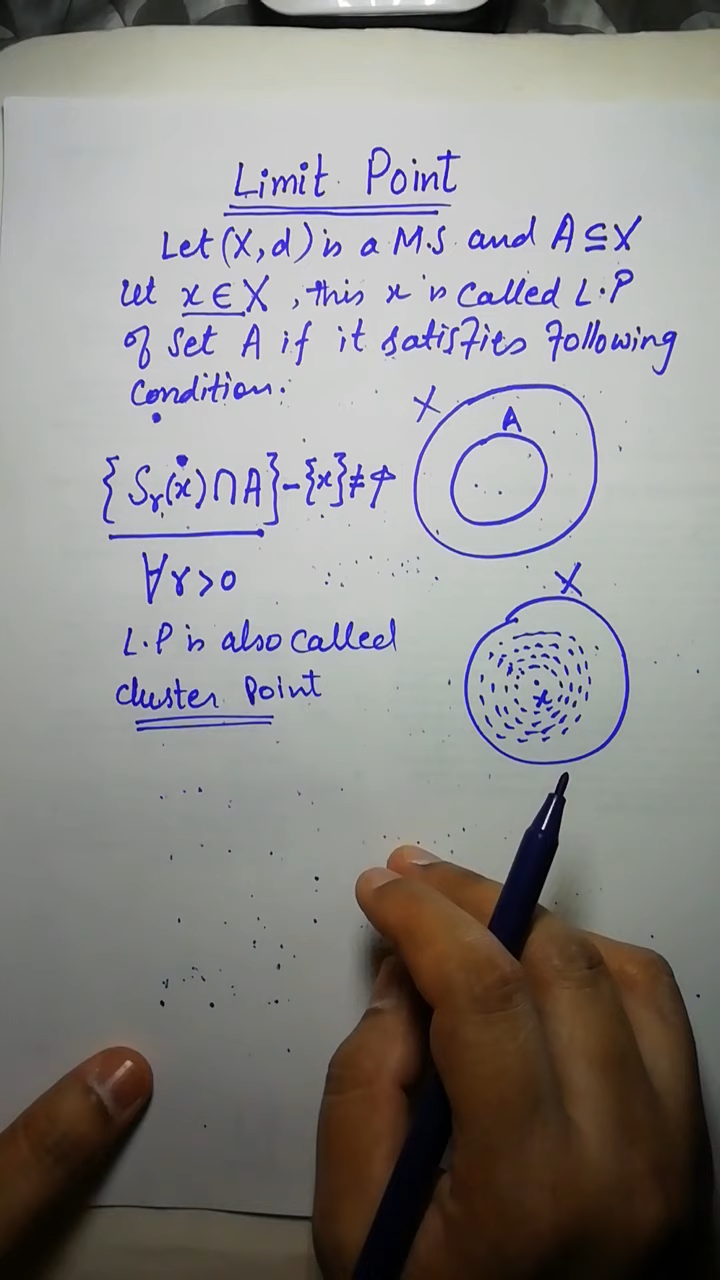 Limit Point
Let (X,d) is a M.S. and A⊆X
let x∈X, this x is called L.P
of set A if it satisfies following
Condition.
X
A
{Sᵣ(x)∩A}-{x}≠φ
∀r>0
X
L.P is also called
cluster Point
x